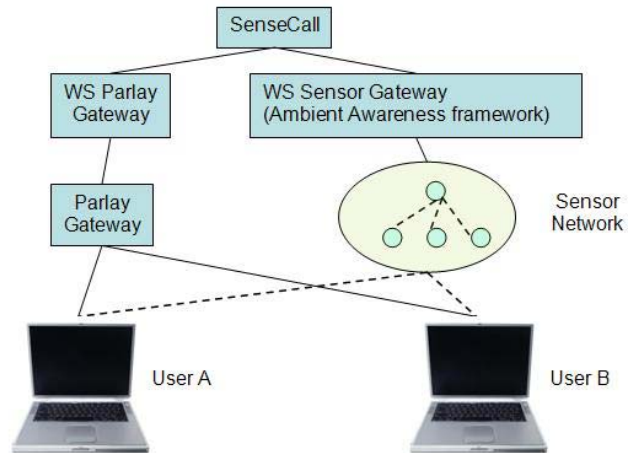 SenseCall
WS Parlay
Gateway
WS Sensor Gateway
(Ambient Awareness framework)
Parlay
Gateway
Sensor
Network
User A
User B